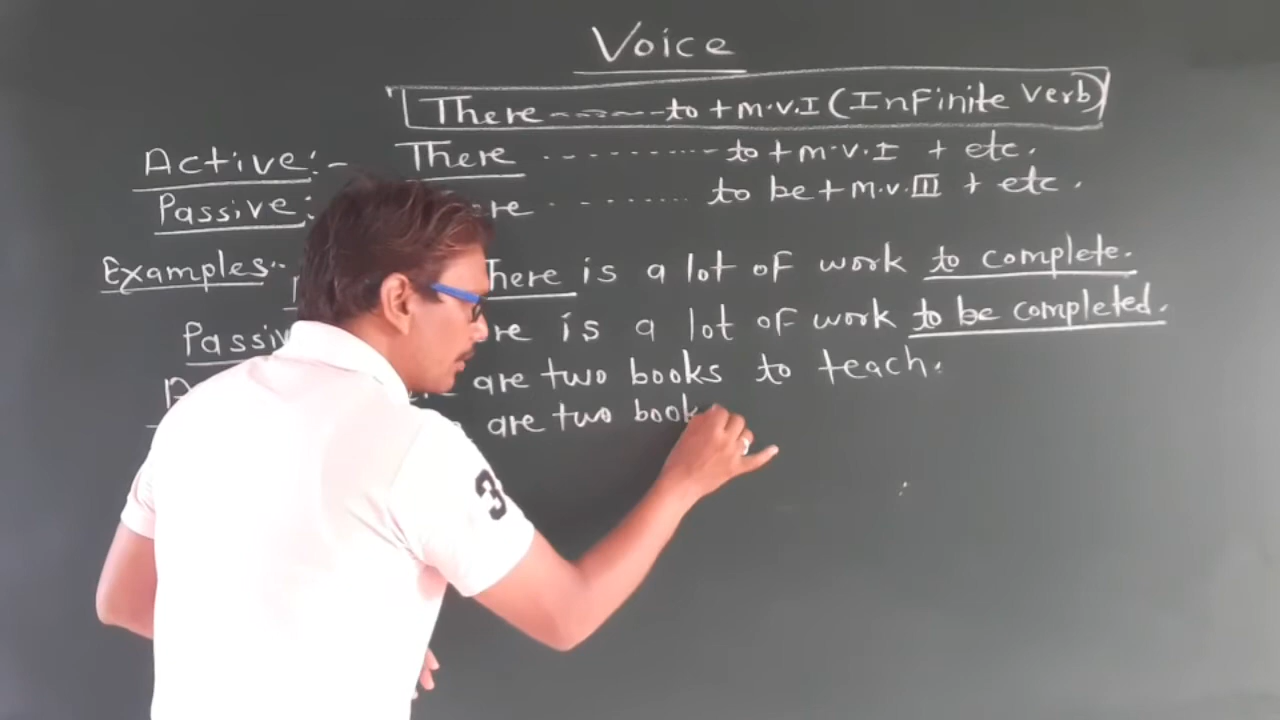 Voice
There ------- to + m.v.I (Infinite Verb)
Active:- There ............ to + m.v.I + etc.
Passive: re ......... to be + m.v.III + etc.
Examples:- There is a lot of work to complete.
Passiv re is a lot of work to be completed.
are two books to teach.
are two book
3